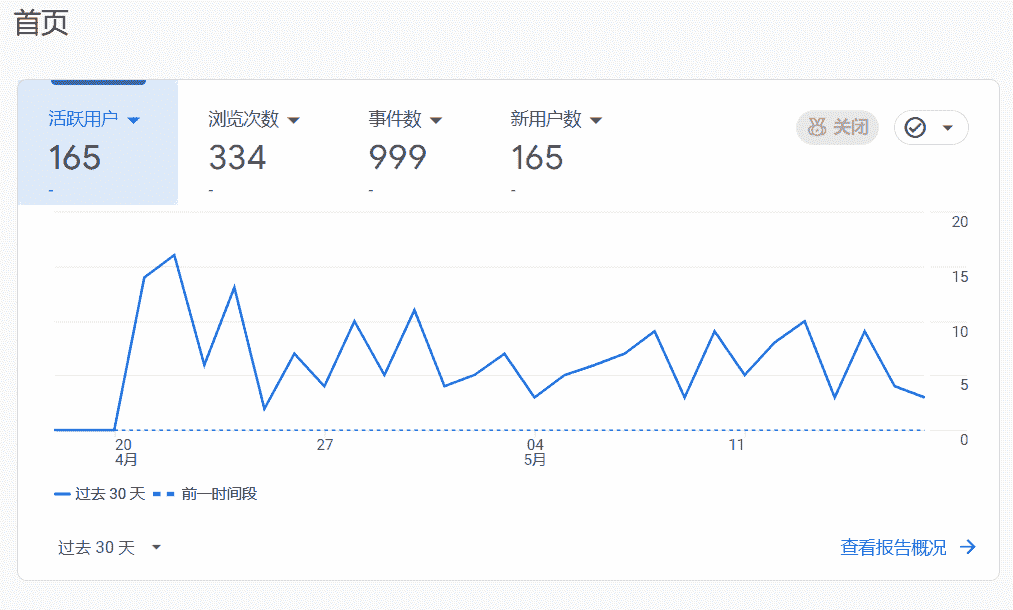 首页
活跃用户 浏览次数 事件数 新用户数 关闭
165 334 999 165
- - - -
20
15
10
5
0
20 27 04 11
4月 5月
过去 30 天 前一时间段
过去 30 天 查看报告概况